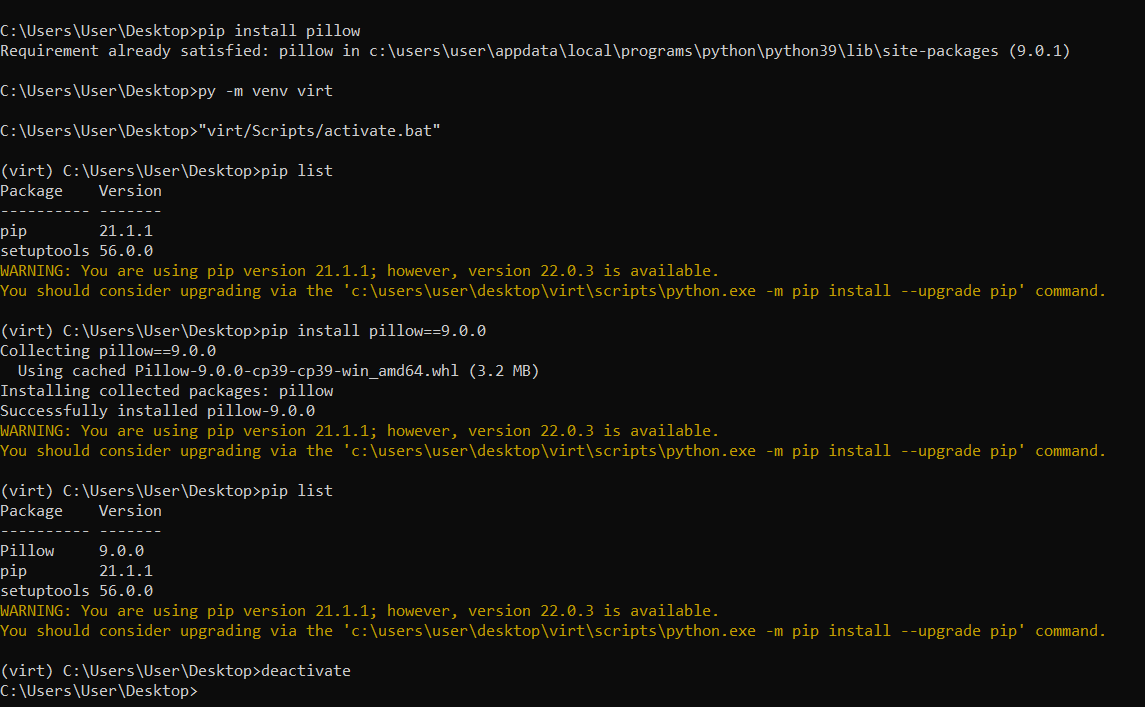 C:\Users\User\Desktop>pip install pillow
Requirement already satisfied: pillow in c:\users\user\appdata\local\programs\python\python39\lib\site-packages (9.0.1)
C:\Users\User\Desktop>py -m venv virt
C:\Users\User\Desktop>"virt/Scripts/activate.bat"
(virt) C:\Users\User\Desktop>pip list
Package    Version
---------- -------
pip        21.1.1
setuptools 56.0.0
WARNING: You are using pip version 21.1.1; however, version 22.0.3 is available.
You should consider upgrading via the 'c:\users\user\desktop\virt\scripts\python.exe -m pip install --upgrade pip' command.
(virt) C:\Users\User\Desktop>pip install pillow==9.0.0
Collecting pillow==9.0.0
  Using cached Pillow-9.0.0-cp39-cp39-win_amd64.whl (3.2 MB)
Installing collected packages: pillow
Successfully installed pillow-9.0.0
WARNING: You are using pip version 21.1.1; however, version 22.0.3 is available.
You should consider upgrading via the 'c:\users\user\desktop\virt\scripts\python.exe -m pip install --upgrade pip' command.
(virt) C:\Users\User\Desktop>pip list
Package    Version
---------- -------
Pillow     9.0.0
pip        21.1.1
setuptools 56.0.0
WARNING: You are using pip version 21.1.1; however, version 22.0.3 is available.
You should consider upgrading via the 'c:\users\user\desktop\virt\scripts\python.exe -m pip install --upgrade pip' command.
(virt) C:\Users\User\Desktop>deactivate
C:\Users\User\Desktop>